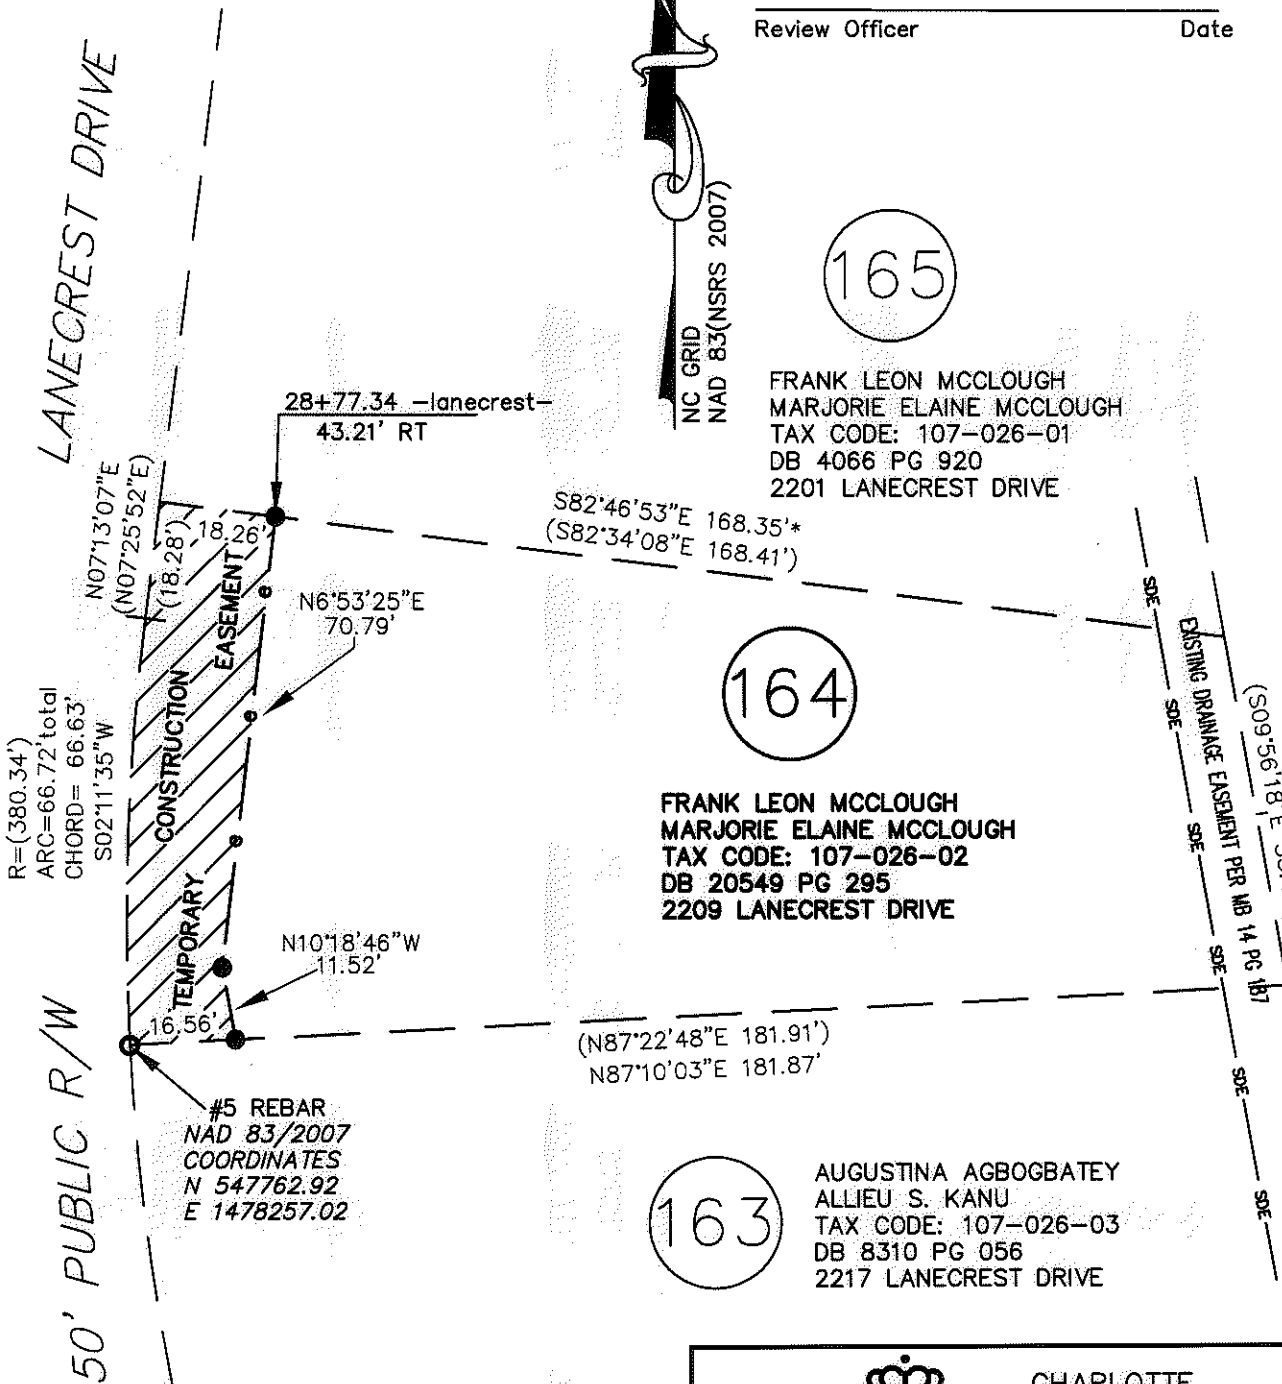 Review Officer Date
LANECREST DRIVE
NC GRID
NAD 83(NSRS 2007)
165
FRANK LEON MCCLOUGH
MARJORIE ELAINE MCCLOUGH
TAX CODE: 107-026-01
DB 4066 PG 920
2201 LANECREST DRIVE
28+77.34 -lanecrest-
43.21' RT
N07°13'07"E
(N07°25'52"E)
(18.28')
18.26'
S82°46'53"E 168.35'*
(S82°34'08"E 168.41')
N6°53'25"E
70.79'
TEMPORARY CONSTRUCTION EASEMENT
164
FRANK LEON MCCLOUGH
MARJORIE ELAINE MCCLOUGH
TAX CODE: 107-026-02
DB 20549 PG 295
2209 LANECREST DRIVE
R=(380.34')
ARC=66.72'total
CHORD= 66.63'
S02°11'35"W
SDE
SDE
SDE
SDE
SDE
SDE
EXISTING DRAINAGE EASEMENT PER MB 14 PG 187
(S09°56'18"E
N10°18'46"W
11.52'
16.56'
(N87°22'48"E 181.91')
N87°10'03"E 181.87'
50' PUBLIC R/W
#5 REBAR
NAD 83/2007
COORDINATES
N 547762.92
E 1478257.02
163
AUGUSTINA AGBOGBATEY
ALLIEU S. KANU
TAX CODE: 107-026-03
DB 8310 PG 056
2217 LANECREST DRIVE
CHARLOTTE